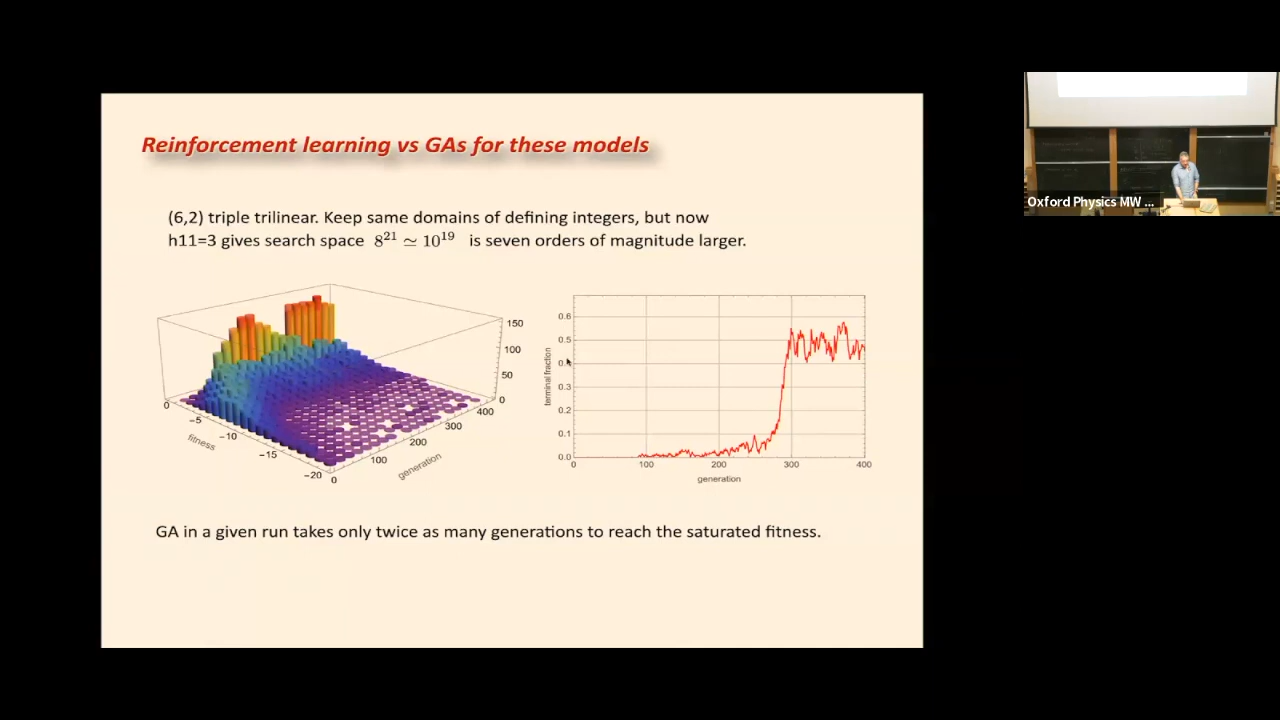 Reinforcement learning vs GAs for these models
(6,2) triple trilinear. Keep same domains of defining integers, but now
h11=3 gives search space 8^21 ≃ 10^19 is seven orders of magnitude larger.
150
100
50
0
0
−5
−10
−15
−20
fitness
0
100
200
300
400
generation
0.6
0.5
0.3
0.2
0.1
0.0
terminal fraction
0
100
200
300
400
generation
GA in a given run takes only twice as many generations to reach the saturated fitness.
Oxford Physics MW ...